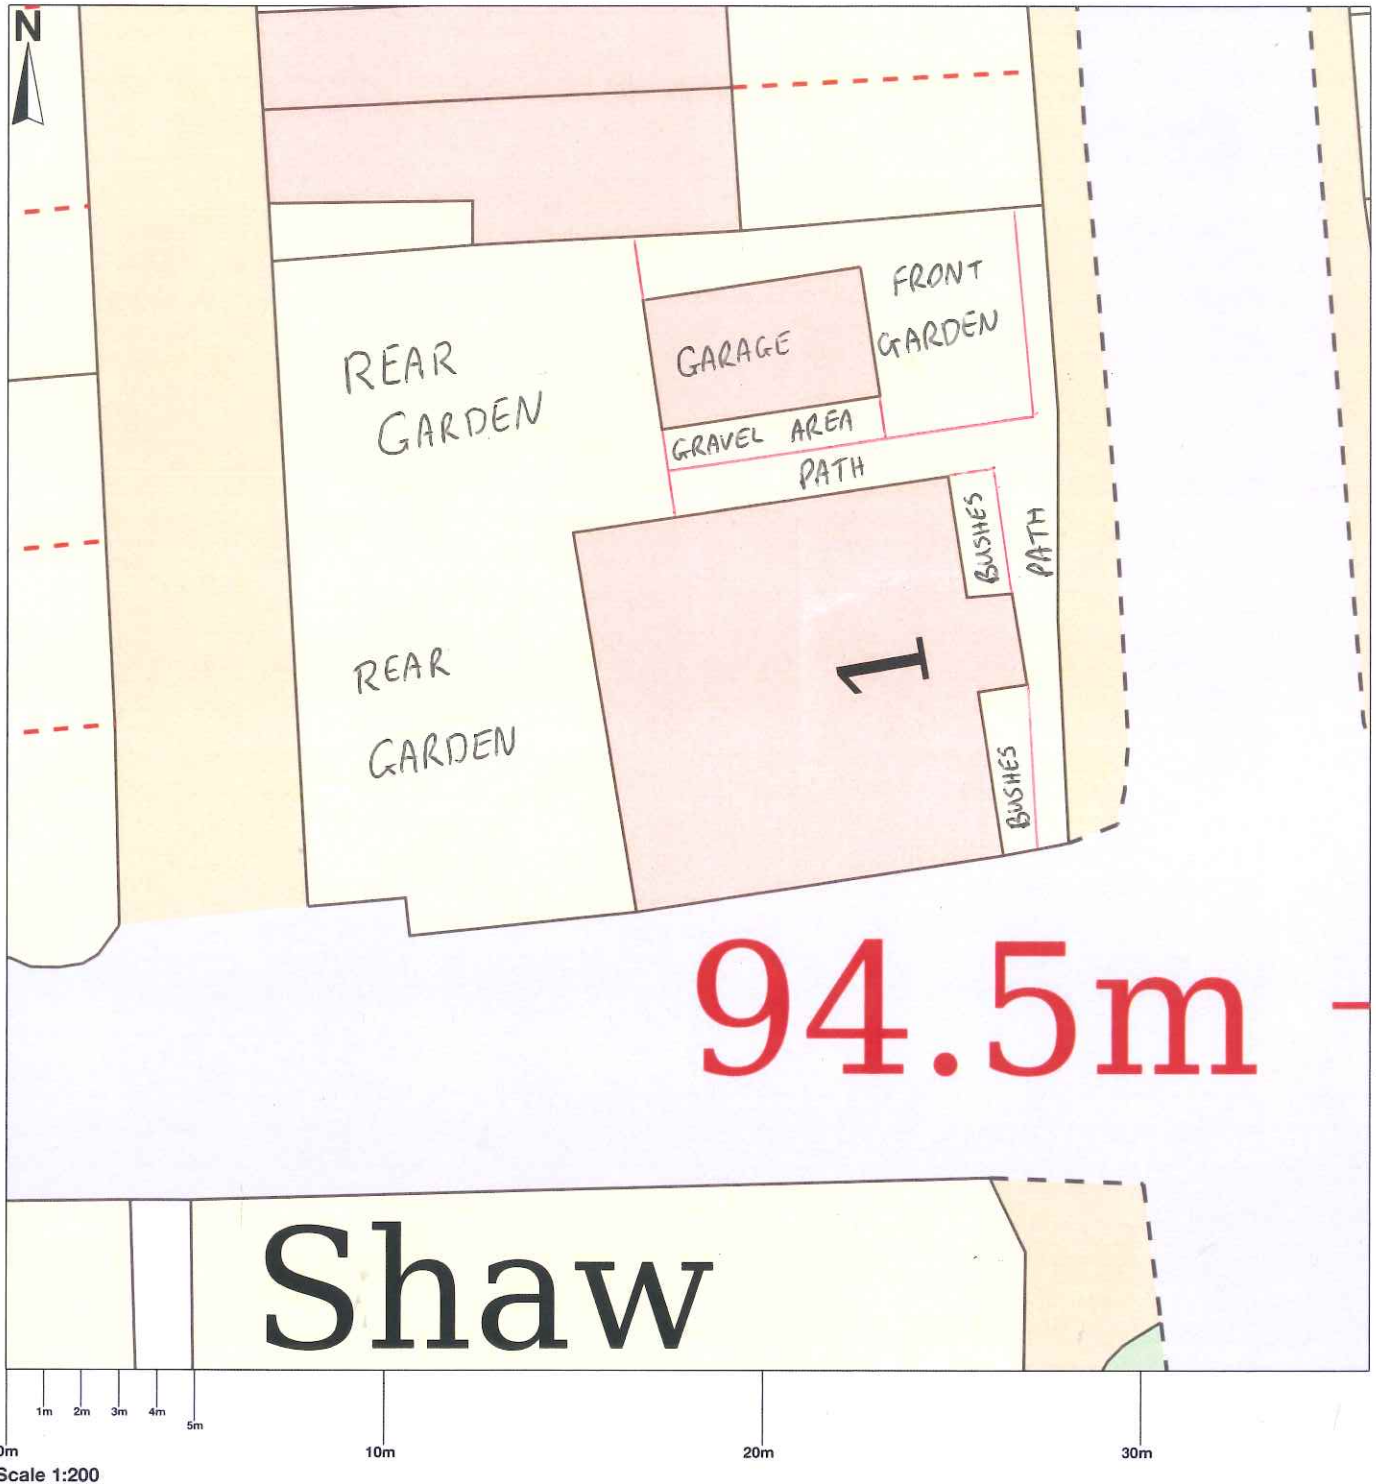 N
FRONT
GARDEN
GARAGE
REAR
GARDEN
GRAVEL AREA
PATH
BUSHES
PATH
1
REAR
GARDEN
BUSHES
94.5m
Shaw
1m 2m 3m 4m
5m
0m 10m 20m 30m
Scale 1:200